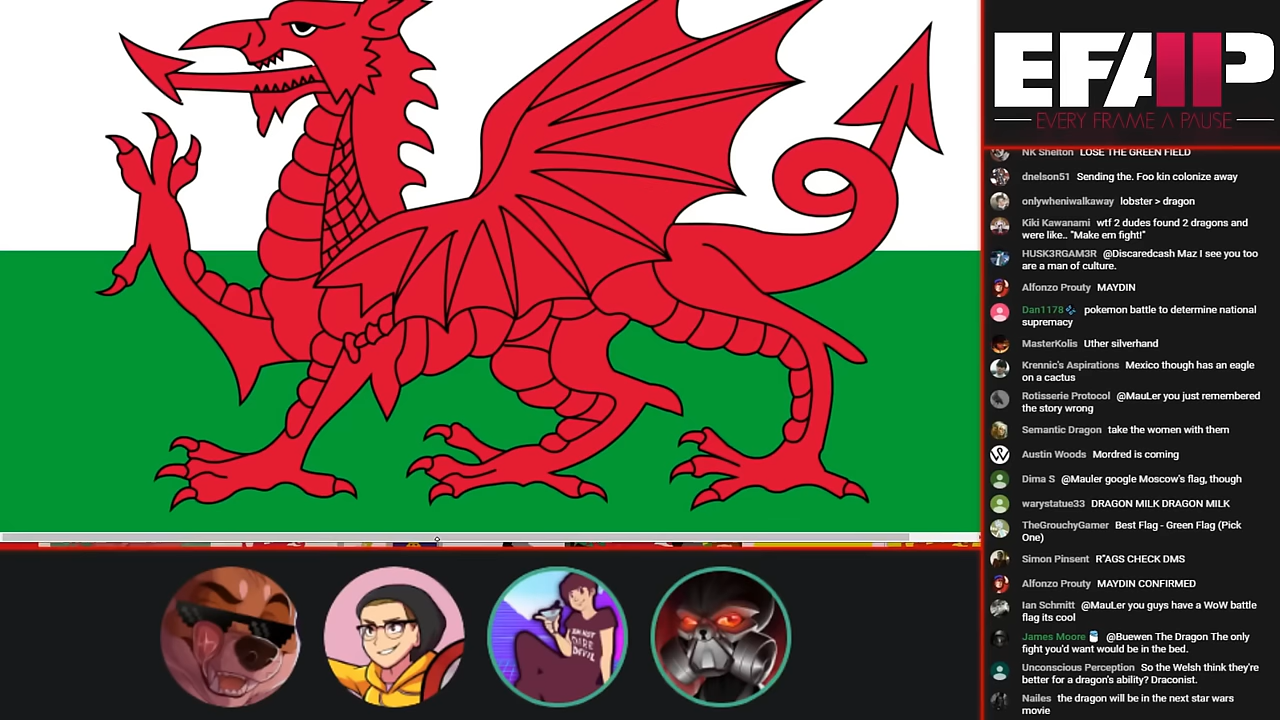 EFAP
EVERY FRAME A PAUSE
NK Shelton LOSE THE GREEN FIELD
dnelson51 Sending the. Foo kin colonize away
onlywheniwalkaway lobster > dragon
Kiki Kawanami wtf 2 dudes found 2 dragons and
were like.. "Make em fight!"
HUSK3RGAM3R @Discaredcash Maz I see you too
are a man of culture.
Alfonzo Prouty MAYDIN
Dan1178 pokemon battle to determine national
supremacy
MasterKolis Uther silverhand
Krennic's Aspirations Mexico though has an eagle
on a cactus
Rotisserie Protocol @MauLer you just remembered
the story wrong
Semantic Dragon take the women with them
Austin Woods Mordred is coming
Dima S @Mauler google Moscow's flag, though
warystatue33 DRAGON MILK DRAGON MILK
TheGrouchyGamer Best Flag - Green Flag (Pick
One)
Simon Pinsent R"AGS CHECK DMS
Alfonzo Prouty MAYDIN CONFIRMED
Ian Schmitt @MauLer you guys have a WoW battle
flag its cool
James Moore @Buewen The Dragon The only
fight you'd want would be in the bed.
Unconscious Perception So the Welsh think they're
better for a dragon's ability? Draconist.
Nailes the dragon will be in the next star wars
movie
I AM NOT
DARE
DEVIL